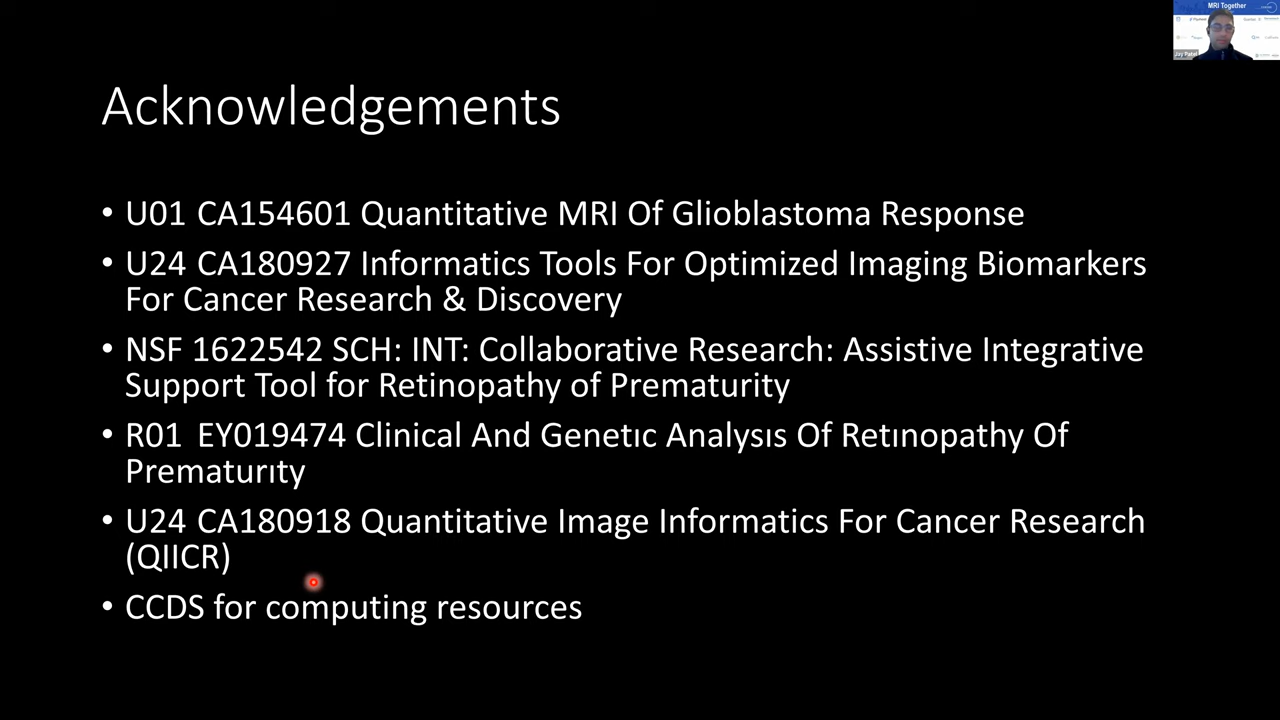 MRI Together
Jay Patel
Acknowledgements
• U01 CA154601 Quantitative MRI Of Glioblastoma Response
• U24 CA180927 Informatics Tools For Optimized Imaging Biomarkers
For Cancer Research & Discovery
• NSF 1622542 SCH: INT: Collaborative Research: Assistive Integrative
Support Tool for Retinopathy of Prematurity
• R01 EY019474 Clinical And Genetıc Analysıs Of Retınopathy Of
Prematurıty
• U24 CA180918 Quantitative Image Informatics For Cancer Research
(QIICR)
• CCDS for computing resources